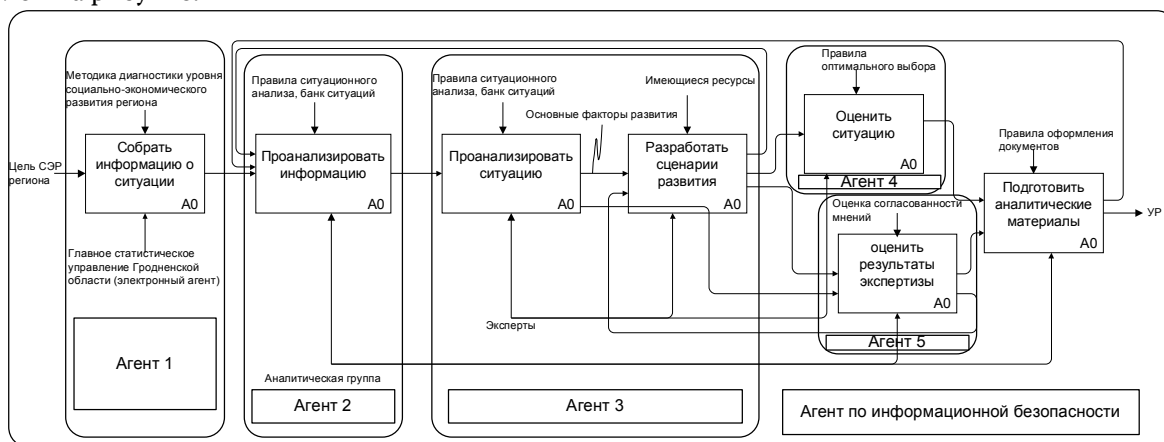 Методика диагностики уровня
социально-экономического
развития региона
Цель СЭР
региона
Собрать
информацию о
ситуации
A0
Главное статистическое
управление Гродненской
области (электронный агент)
Агент 1
Правила ситуационного
анализа, банк ситуаций
Проанализировать
информацию
A0
Аналитическая группа
Агент 2
Правила ситуационного
анализа, банк ситуаций
Проанализировать
ситуацию
A0
Основные факторы развития
Имеющиеся ресурсы
Разработать
сценарии
развития
A0
Эксперты
Агент 3
Правила
оптимального выбора
Оценить
ситуацию
A0
Агент 4
Оценка согласованности
мнений
оценить
результаты
экспертизы
A0
Агент 5
Правила оформления
документов
Подготовить
аналитические
материалы
A0
УР
Агент по информационной безопасности